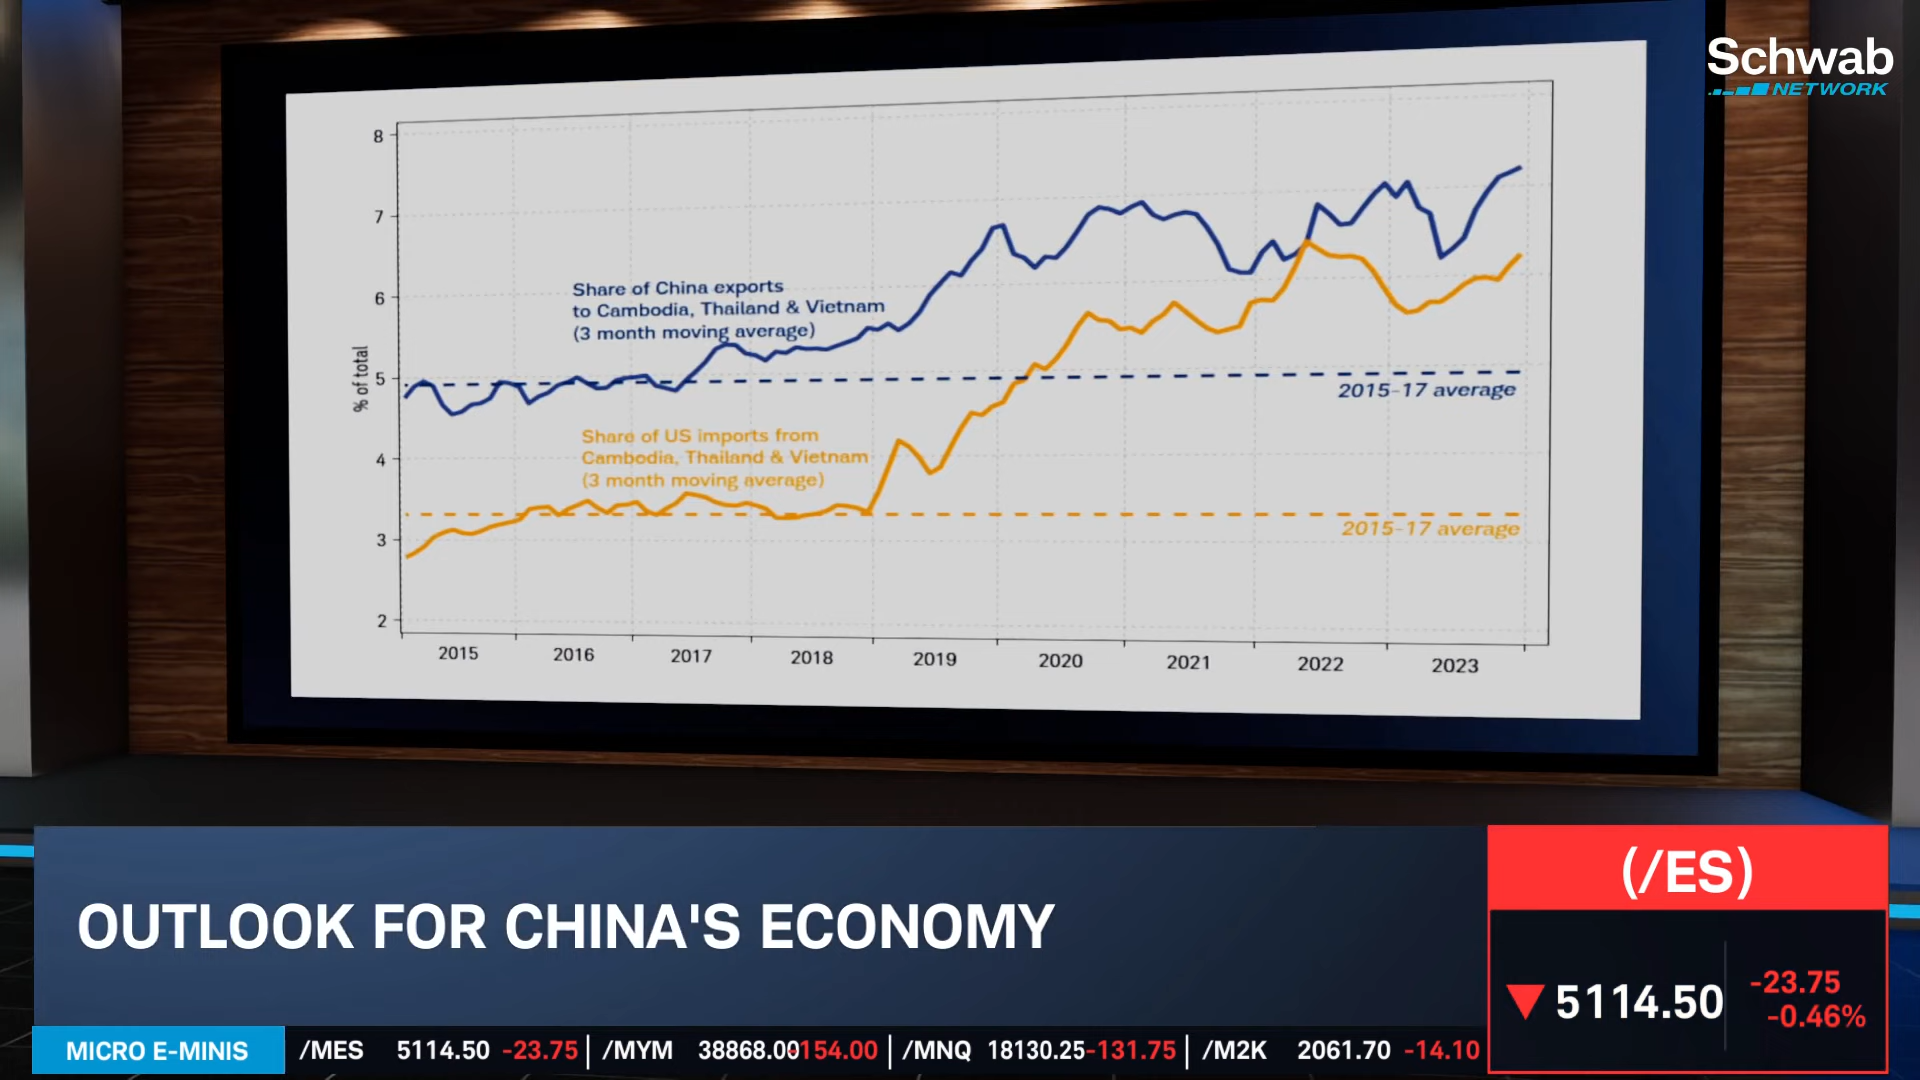 Schwab
NETWORK
8
7
6
5
4
3
2
% of total
Share of China exports
to Cambodia, Thailand & Vietnam
(3 month moving average)
2015-17 average
Share of US imports from
Cambodia, Thailand & Vietnam
(3 month moving average)
2015-17 average
2015 2016 2017 2018 2019 2020 2021 2022 2023
OUTLOOK FOR CHINA'S ECONOMY
(/ES)
5114.50
-23.75
-0.46%
MICRO E-MINIS /MES 5114.50 -23.75 /MYM 38868.00 -154.00 /MNQ 18130.25 -131.75 /M2K 2061.70 -14.10